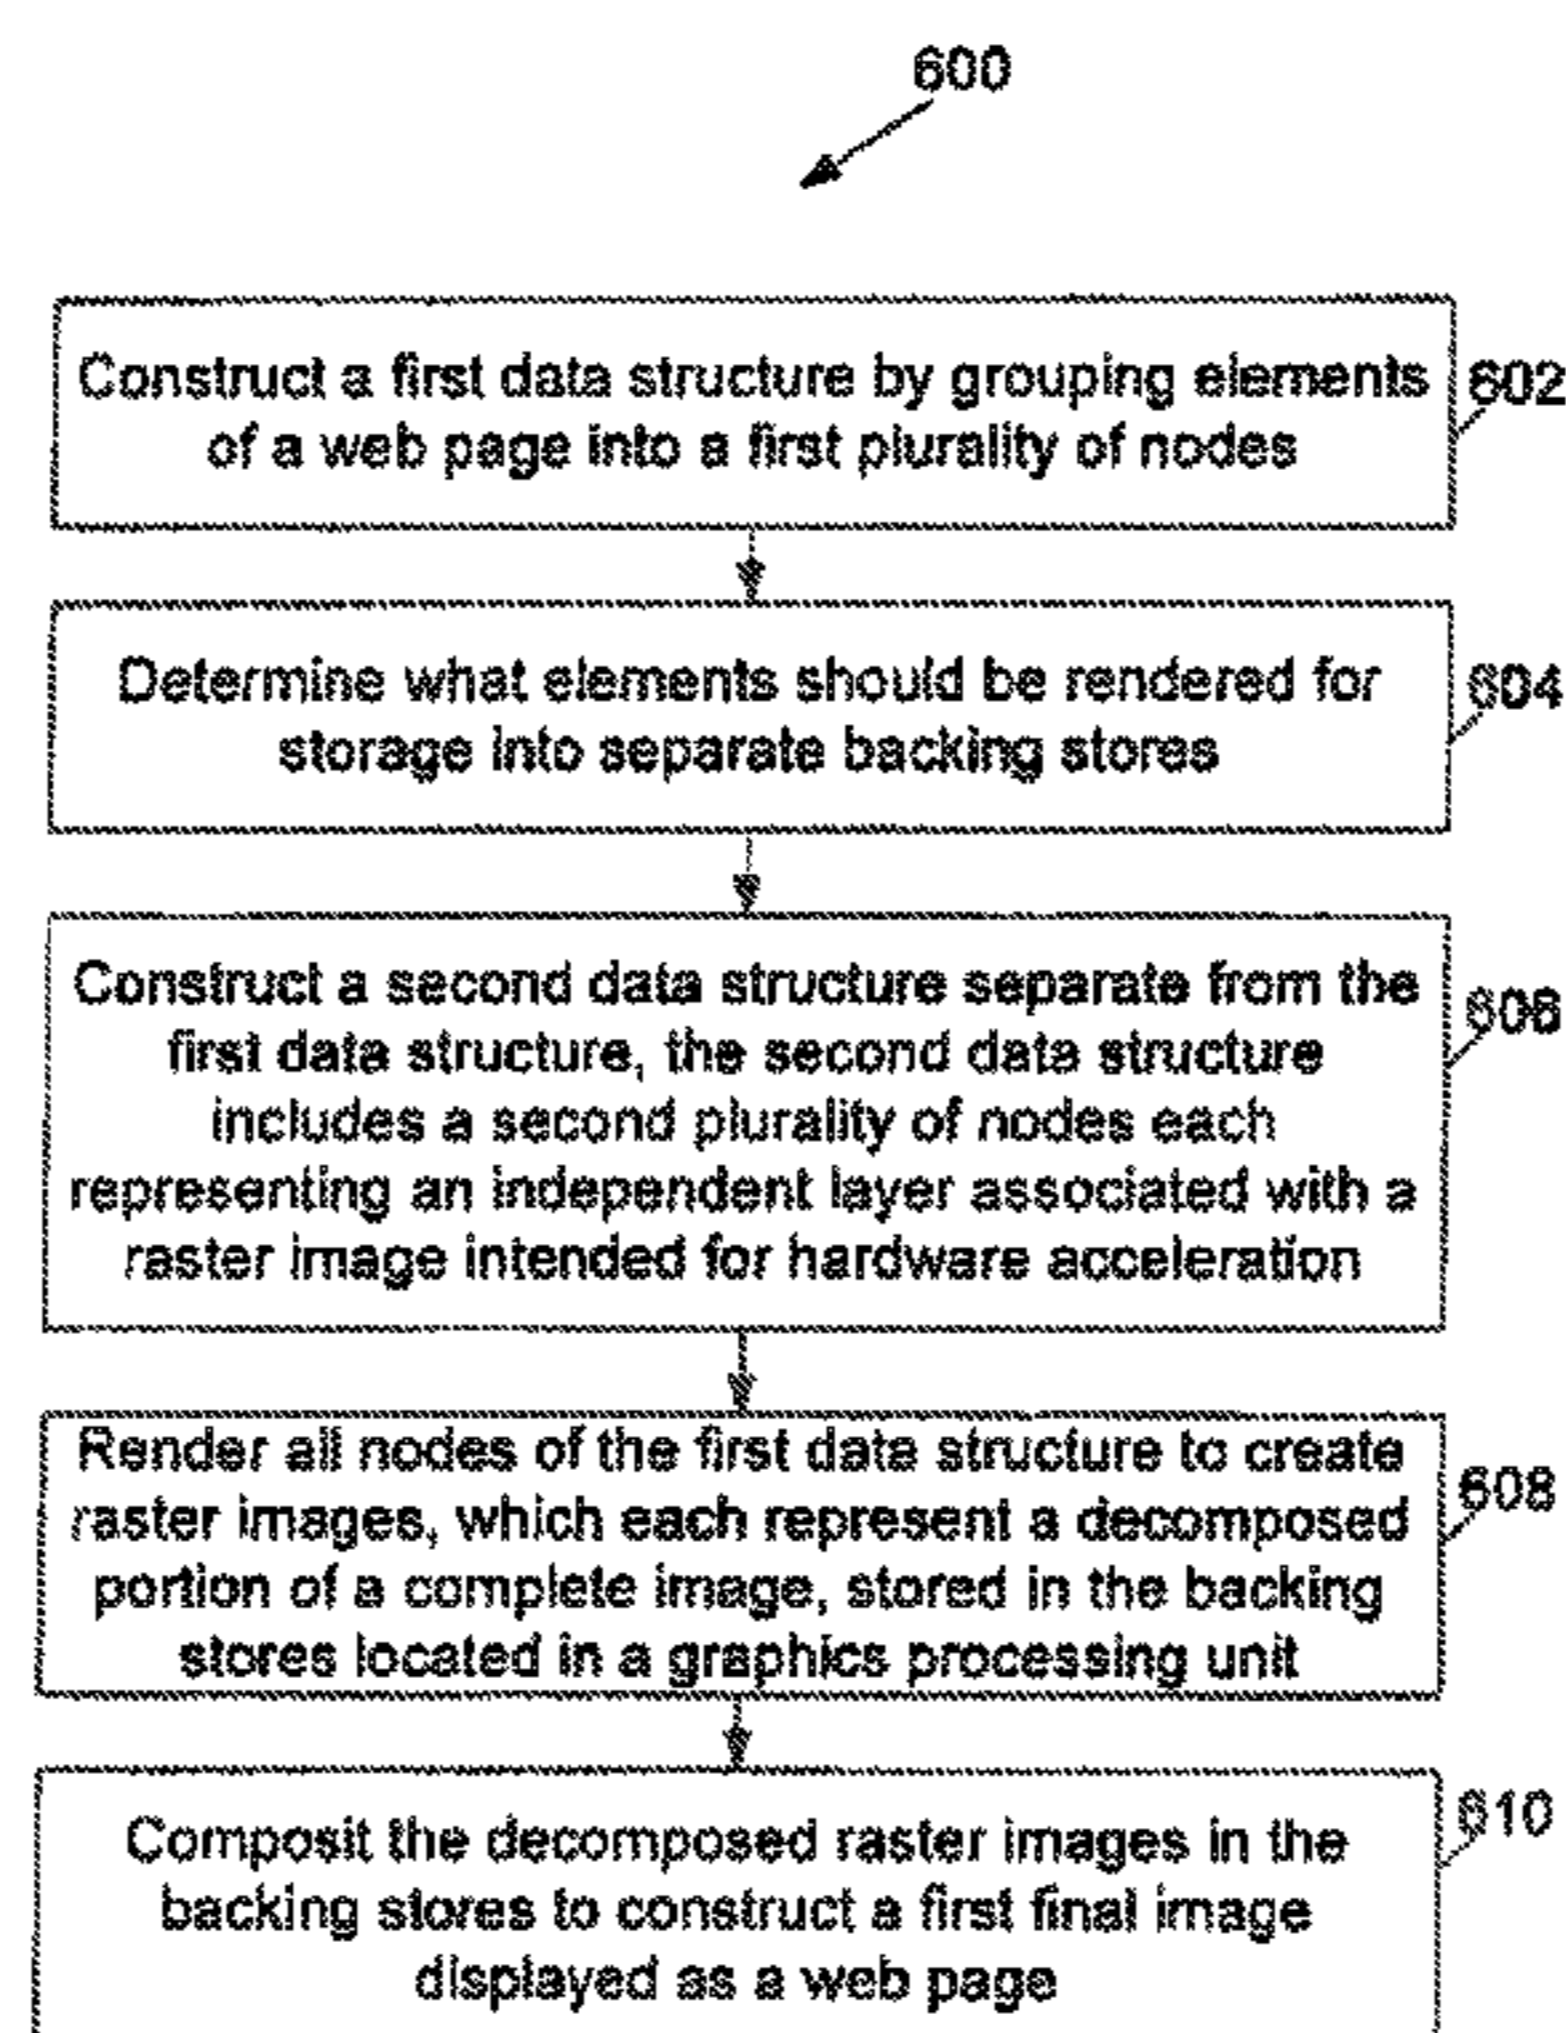 600
Construct a first data structure by grouping elements
of a web page into a first plurality of nodes
602
Determine what elements should be rendered for
storage into separate backing stores
604
Construct a second data structure separate from the
first data structure, the second data structure
includes a second plurality of nodes each
representing an independent layer associated with a
raster image intended for hardware acceleration
606
Render all nodes of the first data structure to create
raster images, which each represent a decomposed
portion of a complete image, stored in the backing
stores located in a graphics processing unit
608
Composit the decomposed raster images in the
backing stores to construct a first final image
displayed as a web page
610